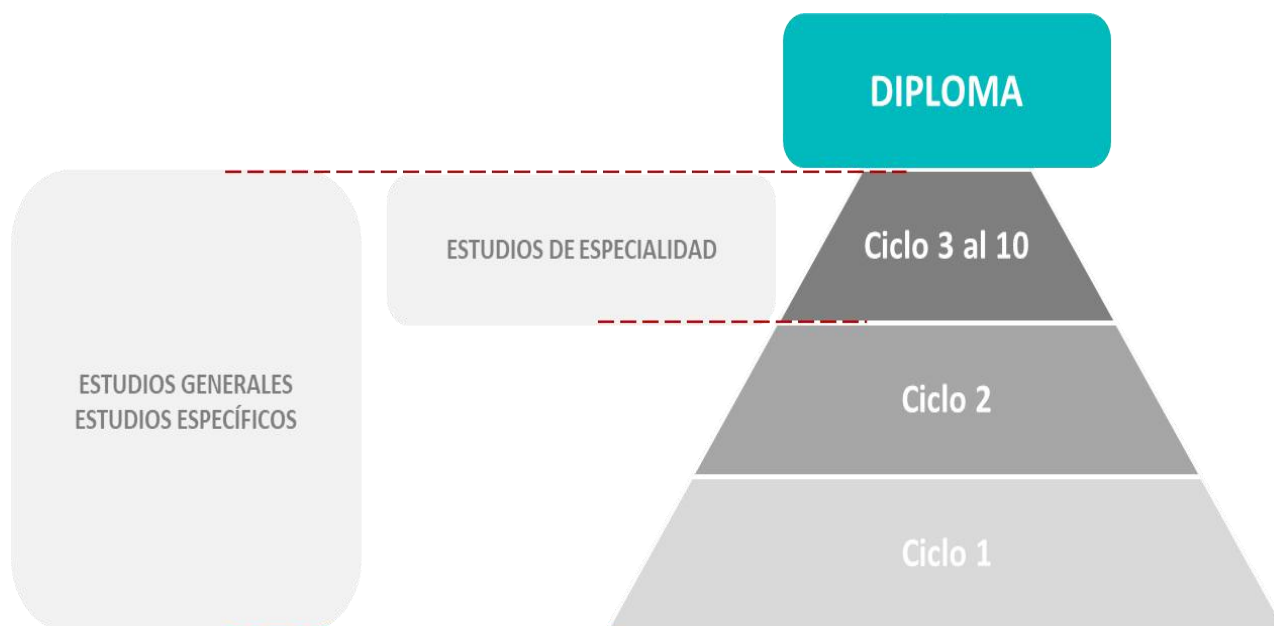 DIPLOMA
ESTUDIOS DE ESPECIALIDAD
Ciclo 3 al 10
ESTUDIOS GENERALES
ESTUDIOS ESPECÍFICOS
Ciclo 2
Ciclo 1